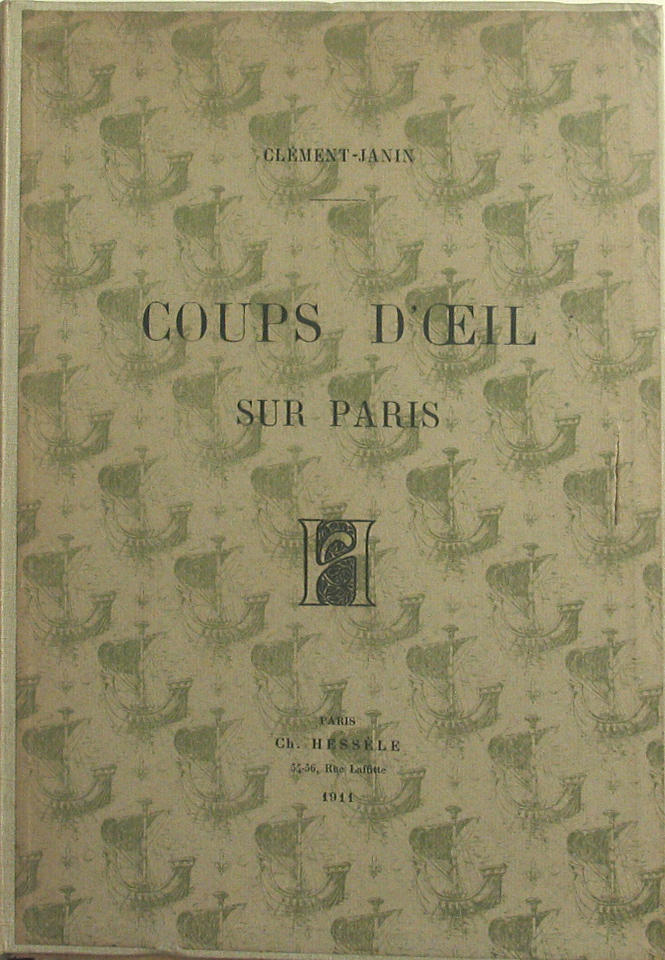 CLÉMENT-JANIN
COUPS D'ŒIL
SUR PARIS
PARIS
Ch. HESSÈLE
54-56, Rue Laffitte
1911